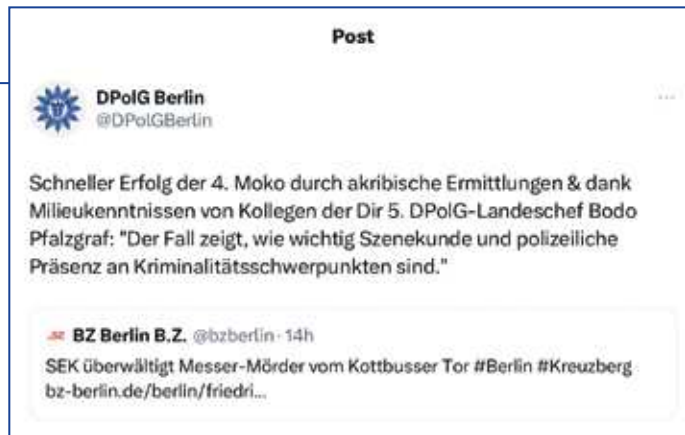 Post
DPolG Berlin
@DPolGBerlin
Schneller Erfolg der 4. Moko durch akribische Ermittlungen & dank
Milieukenntnissen von Kollegen der Dir 5. DPolG-Landeschef Bodo
Pfalzgraf: "Der Fall zeigt, wie wichtig Szenekunde und polizeiliche
Präsenz an Kriminalitätsschwerpunkten sind."
BZ Berlin B.Z. @bzberlin · 14h
SEK überwältigt Messer-Mörder vom Kottbusser Tor #Berlin #Kreuzberg
bz-berlin.de/berlin/friedri...